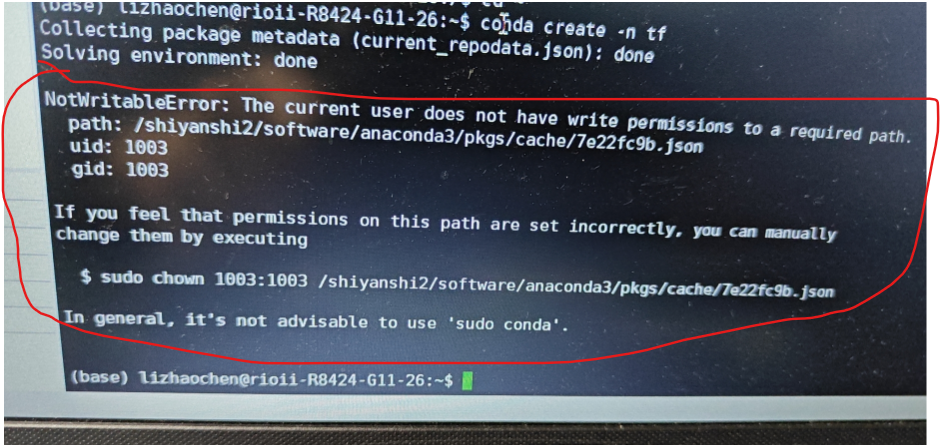 (base) lizhaochen@rioii-R8424-G11-26:~$ conda create -n tf
Collecting package metadata (current_repodata.json): done
Solving environment: done
NotWritableError: The current user does not have write permissions to a required path.
path: /shiyanshi2/software/anaconda3/pkgs/cache/7e22fc9b.json
uid: 1003
gid: 1003
If you feel that permissions on this path are set incorrectly, you can manually
change them by executing
$ sudo chown 1003:1003 /shiyanshi2/software/anaconda3/pkgs/cache/7e22fc9b.json
In general, it's not advisable to use 'sudo conda'.
(base) lizhaochen@rioii-R8424-G11-26:~$